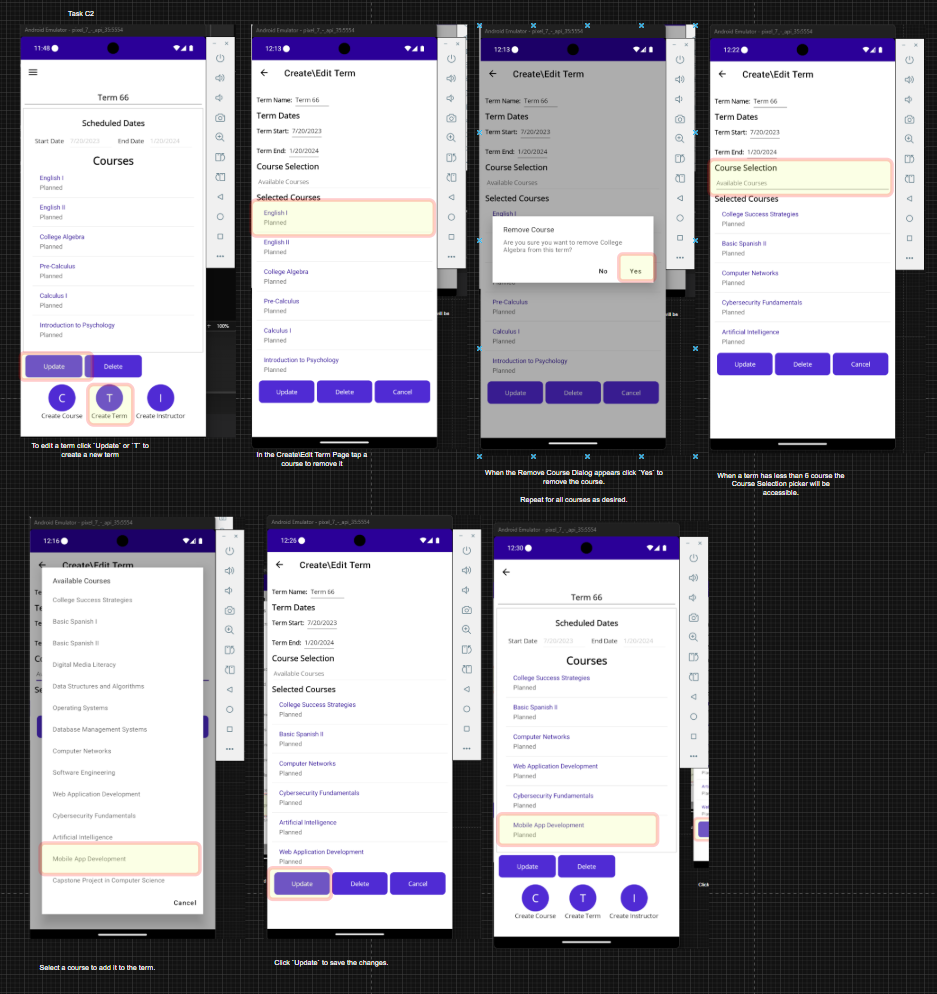 Task C2
Android Emulator - pixel_7_-_api_35:5554
11:48
Term 66
Scheduled Dates
Start Date 7/20/2023 End Date 1/20/2024
Courses
English I
Planned
English II
Planned
College Algebra
Planned
Pre-Calculus
Planned
Calculus I
Planned
Introduction to Psychology
Planned
Update Delete
C T I
Create Course Create Term Create Instructor
To edit a term click "Update" or "T" to
create a new term
100%
Android Emulator - pixel_7_-_api_35:5554
12:13
Create\Edit Term
Term Name: Term 66
Term Dates
Term Start: 7/20/2023
Term End: 1/20/2024
Course Selection
Available Courses
Selected Courses
English I
Planned
English II
Planned
College Algebra
Planned
Pre-Calculus
Planned
Calculus I
Planned
Introduction to Psychology
Planned
Update Delete Cancel
In the Create\Edit Term Page tap a
course to remove it
will be
Android Emulator - pixel_7_-_api_35:5554
12:13
Create\Edit Term
Term Name: Term 66
Term Dates
Term Start: 7/20/2023
Term End: 1/20/2024
Course Selection
Available Courses
Selected Courses
English I
Remove Course
Are you sure you want to remove College
Algebra from this term?
No Yes
Planned
Pre-Calculus
Planned
Calculus I
Planned
Introduction to Psychology
Planned
Update Delete Cancel
When the Remove Course Dialog appears click "Yes" to
remove the course.
Repeat for all courses as desired.
will be
Android Emulator - pixel_7_-_api_35:5554
12:22
Create\Edit Term
Term Name: Term 66
Term Dates
Term Start: 7/20/2023
Term End: 1/20/2024
Course Selection
Available Courses
Selected Courses
College Success Strategies
Planned
Basic Spanish II
Planned
Computer Networks
Planned
Cybersecurity Fundamentals
Planned
Artificial Intelligence
Planned
Update Delete Cancel
When a term has less than 6 course the
Course Selection picker will be
accessible.
Android Emulator - pixel_7_-_api_35:5554
12:16
Create\Edit Term
Available Courses
College Success Strategies
Basic Spanish I
Basic Spanish II
Digital Media Literacy
Data Structures and Algorithms
Operating Systems
Database Management Systems
Computer Networks
Software Engineering
Web Application Development
Cybersecurity Fundamentals
Artificial Intelligence
Mobile App Development
Capstone Project in Computer Science
Cancel
Select a course to add it to the term.
Android Emulator - pixel_7_-_api_35:5554
12:26
Create\Edit Term
Term Name: Term 66
Term Dates
Term Start: 7/20/2023
Term End: 1/20/2024
Course Selection
Available Courses
Selected Courses
College Success Strategies
Planned
Basic Spanish II
Planned
Computer Networks
Planned
Cybersecurity Fundamentals
Planned
Artificial Intelligence
Planned
Web Application Development
Update Delete Cancel
Click "Update" to save the changes.
Android Emulator - pixel_7_-_api_35:5554
12:30
Term 66
Scheduled Dates
Start Date 7/20/2023 End Date 1/20/2024
Courses
College Success Strategies
Planned
Basic Spanish II
Planned
Computer Networks
Planned
Web Application Development
Planned
Cybersecurity Fundamentals
Planned
Mobile App Development
Planned
Update Delete
C T I
Create Course Create Term Create Instructor
Click